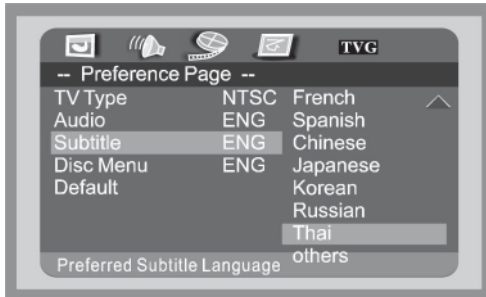 TVG
-- Preference Page --
TV Type NTSC French
Audio ENG Spanish
Subtitle ENG Chinese
Disc Menu ENG Japanese
Default Korean
Russian
Thai
Preferred Subtitle Language others